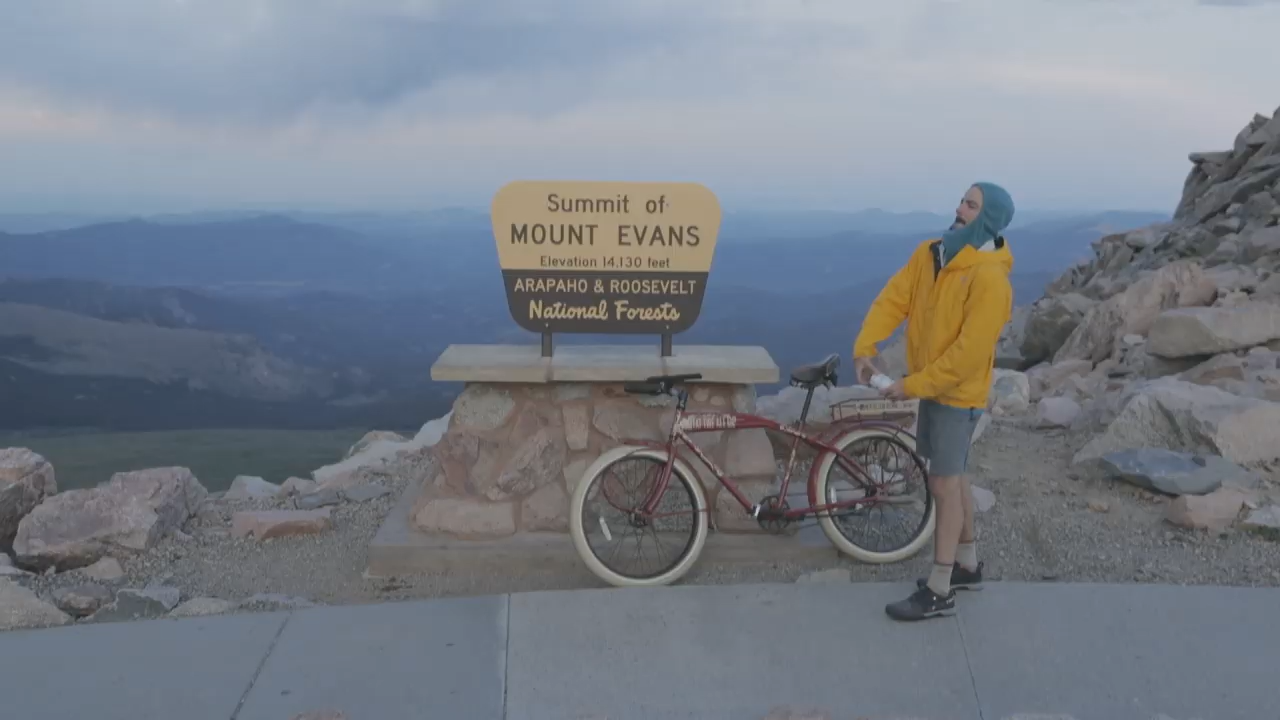 Summit of
MOUNT EVANS
Elevation 14,130 feet
ARAPAHO & ROOSEVELT
National Forests